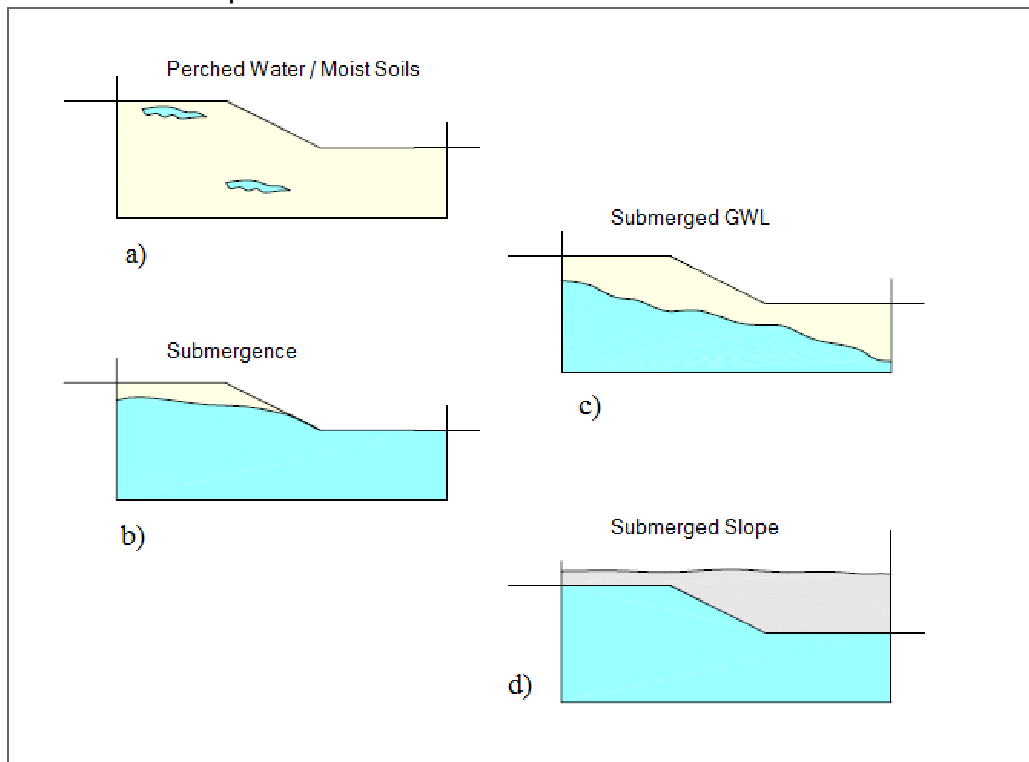 Perched Water / Moist Soils
a)
Submergence
b)
Submerged GWL
c)
Submerged Slope
d)